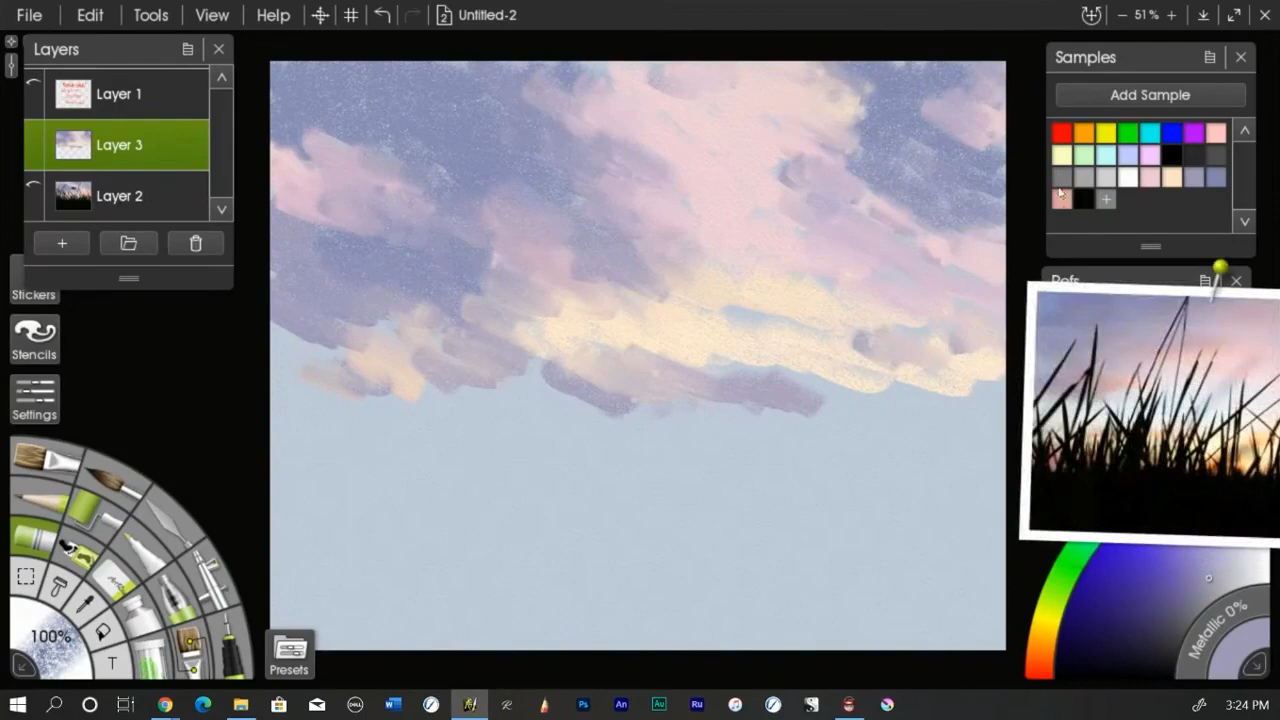 File Edit Tools View Help Untitled-2 51%
Layers
Layer 1
Layer 3
Layer 2
Stickers
Stencils
Settings
100%
T
Presets
Samples
Add Sample
Refs
Metallic 0%
3:24 PM